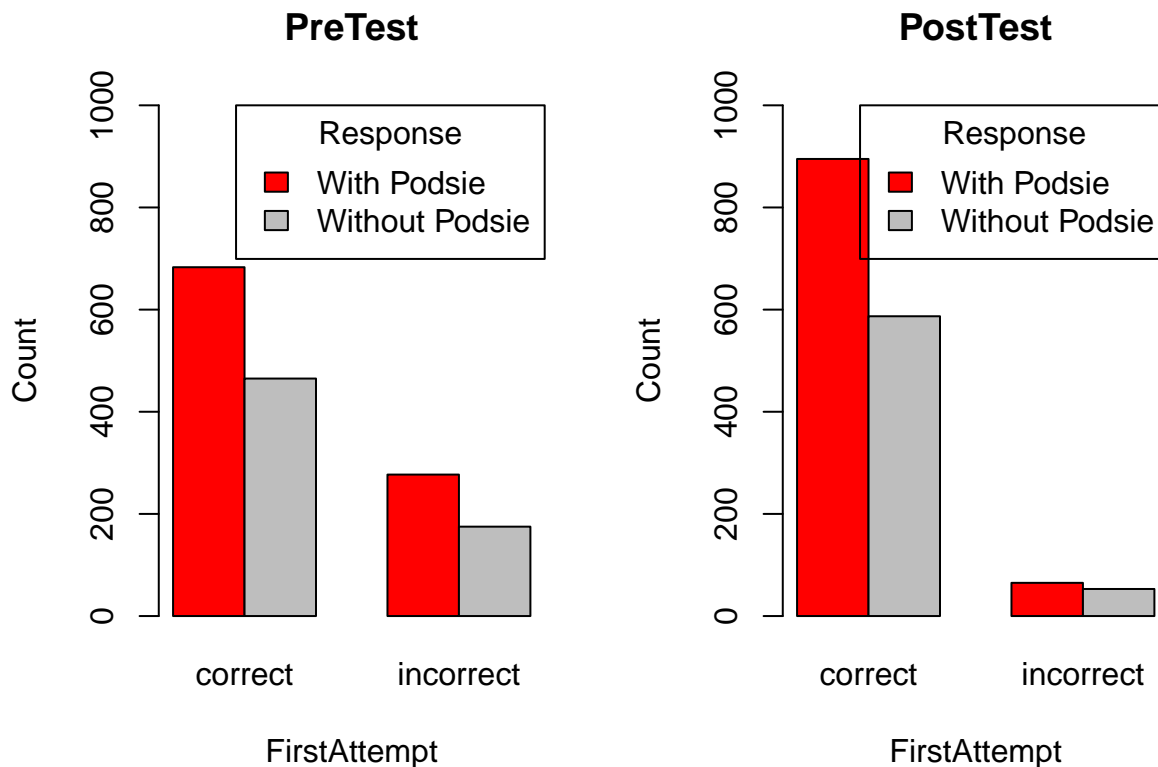 PreTest
Count
1000
800
600
400
200
0
Response
With Podsie
Without Podsie
correct
incorrect
FirstAttempt
PostTest
Count
1000
800
600
400
200
0
Response
With Podsie
Without Podsie
correct
incorrect
FirstAttempt